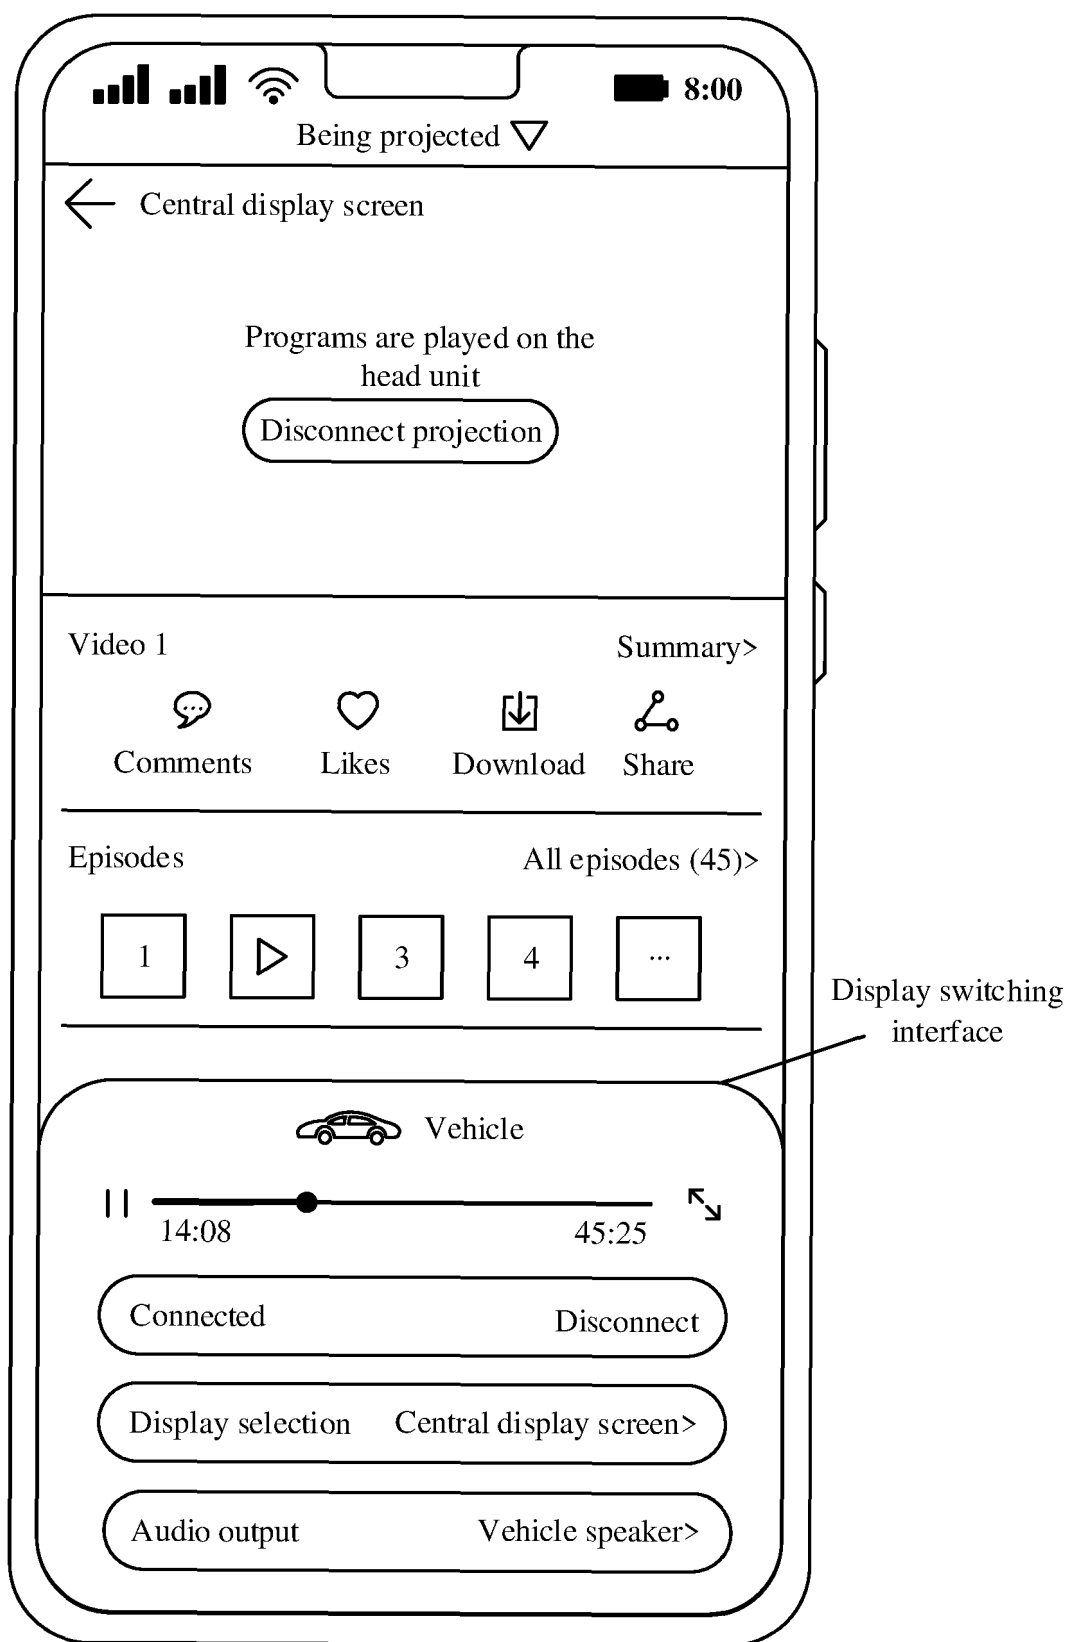 8:00
Being projected
Central display screen
Programs are played on the
head unit
Disconnect projection
Video 1
Summary>
Comments
Likes
Download
Share
Episodes
All episodes (45)>
1
3
4
...
Display switching
interface
Vehicle
14:08
45:25
Connected
Disconnect
Display selection
Central display screen>
Audio output
Vehicle speaker>